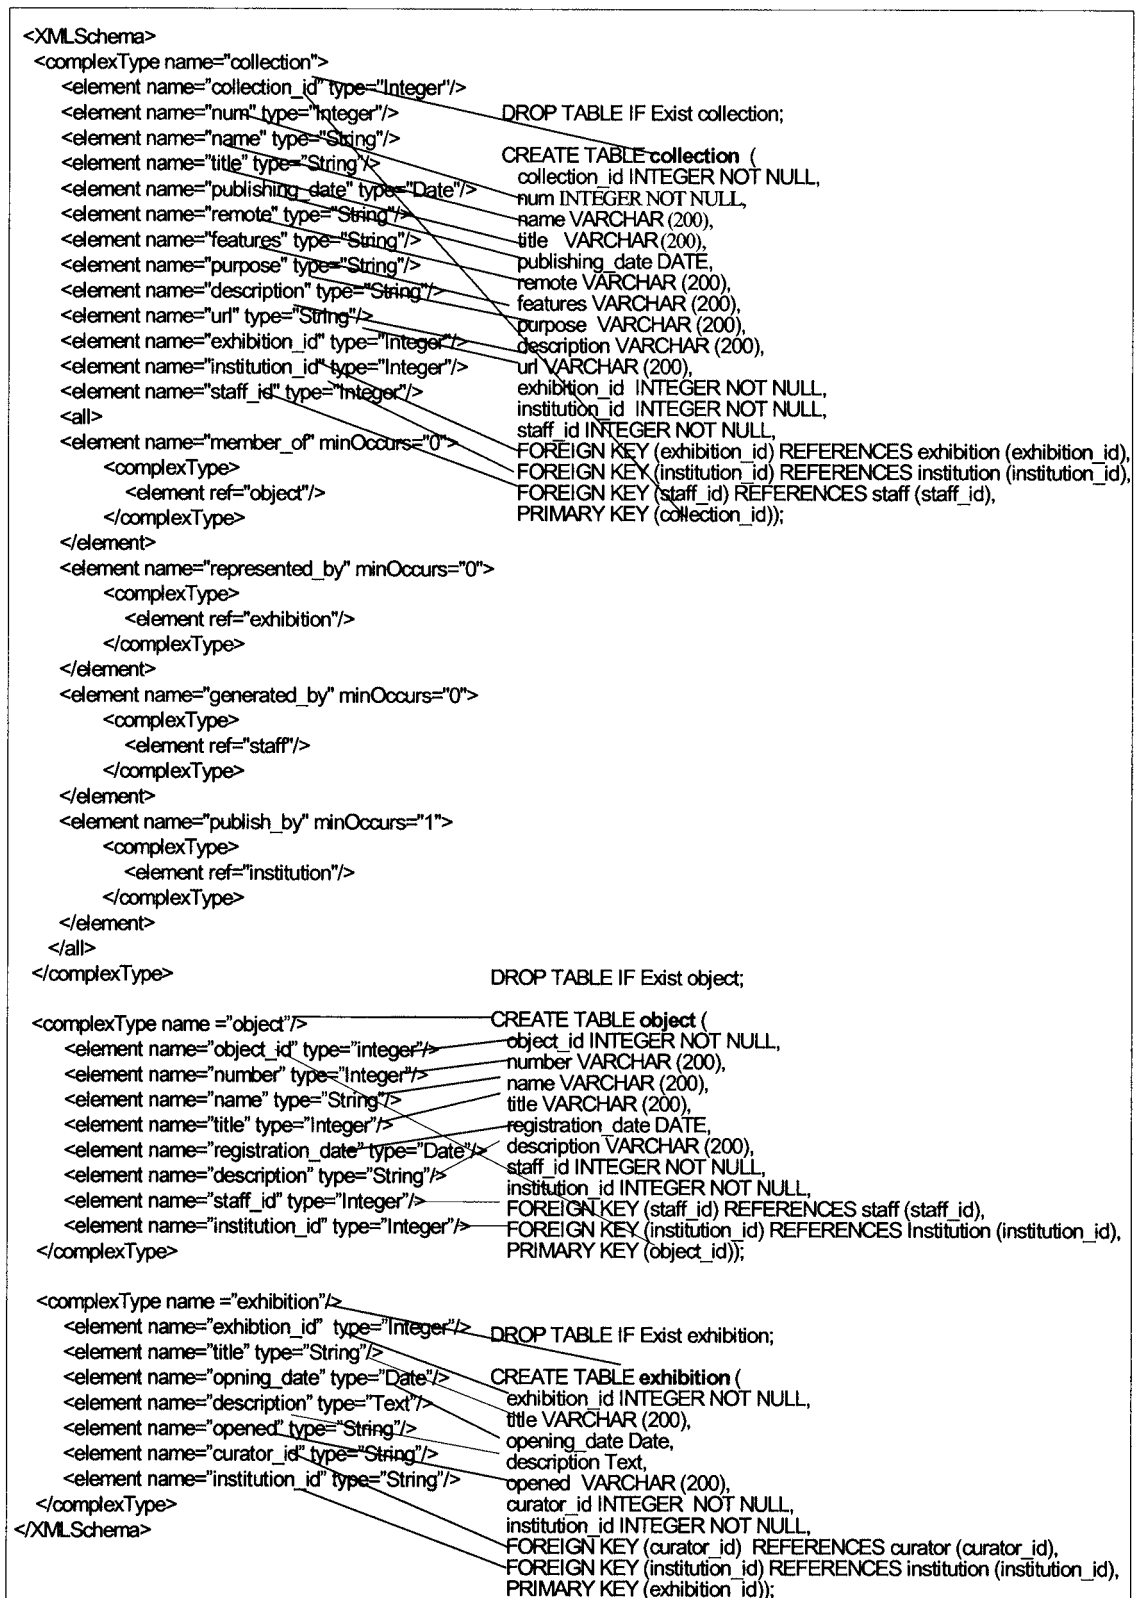 <XMLSchema>
<complexType name="collection">
<element name="collection_id" type="Integer"/>
<element name="num" type="Integer"/>
<element name="name" type="String"/>
<element name="title" type="String"/>
<element name="publishing_date" type="Date"/>
<element name="remote" type="String"/>
<element name="features" type="String"/>
<element name="purpose" type="String"/>
<element name="description" type="String"/>
<element name="url" type="String"/>
<element name="exhibition_id" type="Integer"/>
<element name="institution_id" type="Integer"/>
<element name="staff_id" type="Integer"/>
<all>
<element name="member_of" minOccurs="0">
<complexType>
<element ref="object"/>
</complexType>
</element>
<element name="represented_by" minOccurs="0">
<complexType>
<element ref="exhibition"/>
</complexType>
</element>
<element name="generated_by" minOccurs="0">
<complexType>
<element ref="staff"/>
</complexType>
</element>
<element name="publish_by" minOccurs="1">
<complexType>
<element ref="institution"/>
</complexType>
</element>
</all>
</complexType>
DROP TABLE IF Exist collection;
CREATE TABLE collection (
collection_id INTEGER NOT NULL,
num INTEGER NOT NULL,
name VARCHAR (200),
title VARCHAR (200),
publishing_date DATE,
remote VARCHAR (200),
features VARCHAR (200),
purpose VARCHAR (200),
description VARCHAR (200),
url VARCHAR (200),
exhibition_id INTEGER NOT NULL,
institution_id INTEGER NOT NULL,
staff_id INTEGER NOT NULL,
FOREIGN KEY (exhibition_id) REFERENCES exhibition (exhibition_id),
FOREIGN KEY (institution_id) REFERENCES institution (institution_id),
FOREIGN KEY (staff_id) REFERENCES staff (staff_id),
PRIMARY KEY (collection_id));
<complexType name ="object"/>
<element name="object_id" type="integer"/>
<element name="number" type="Integer"/>
<element name="name" type="String"/>
<element name="title" type="Integer"/>
<element name="registration_date" type="Date"/>
<element name="description" type="String"/>
<element name="staff_id" type="Integer"/>
<element name="institution_id" type="Integer"/>
</complexType>
DROP TABLE IF Exist object;
CREATE TABLE object (
object_id INTEGER NOT NULL,
number VARCHAR (200),
name VARCHAR (200),
title VARCHAR (200),
registration_date DATE,
description VARCHAR (200),
staff_id INTEGER NOT NULL,
institution_id INTEGER NOT NULL,
FOREIGN KEY (staff_id) REFERENCES staff (staff_id),
FOREIGN KEY (institution_id) REFERENCES Institution (institution_id),
PRIMARY KEY (object_id));
<complexType name ="exhibition"/>
<element name="exhibtion_id" type="Integer"/>
<element name="title" type="String"/>
<element name="opning_date" type="Date"/>
<element name="description" type="Text"/>
<element name="opened" type="String"/>
<element name="curator_id" type="String"/>
<element name="institution_id" type="String"/>
</complexType>
</XMLSchema>
DROP TABLE IF Exist exhibition;
CREATE TABLE exhibition (
exhibition_id INTEGER NOT NULL,
title VARCHAR (200),
opening_date Date,
description Text,
opened VARCHAR (200),
curator_id INTEGER NOT NULL,
institution_id INTEGER NOT NULL,
FOREIGN KEY (curator_id) REFERENCES curator (curator_id),
FOREIGN KEY (institution_id) REFERENCES institution (institution_id),
PRIMARY KEY (exhibition_id));